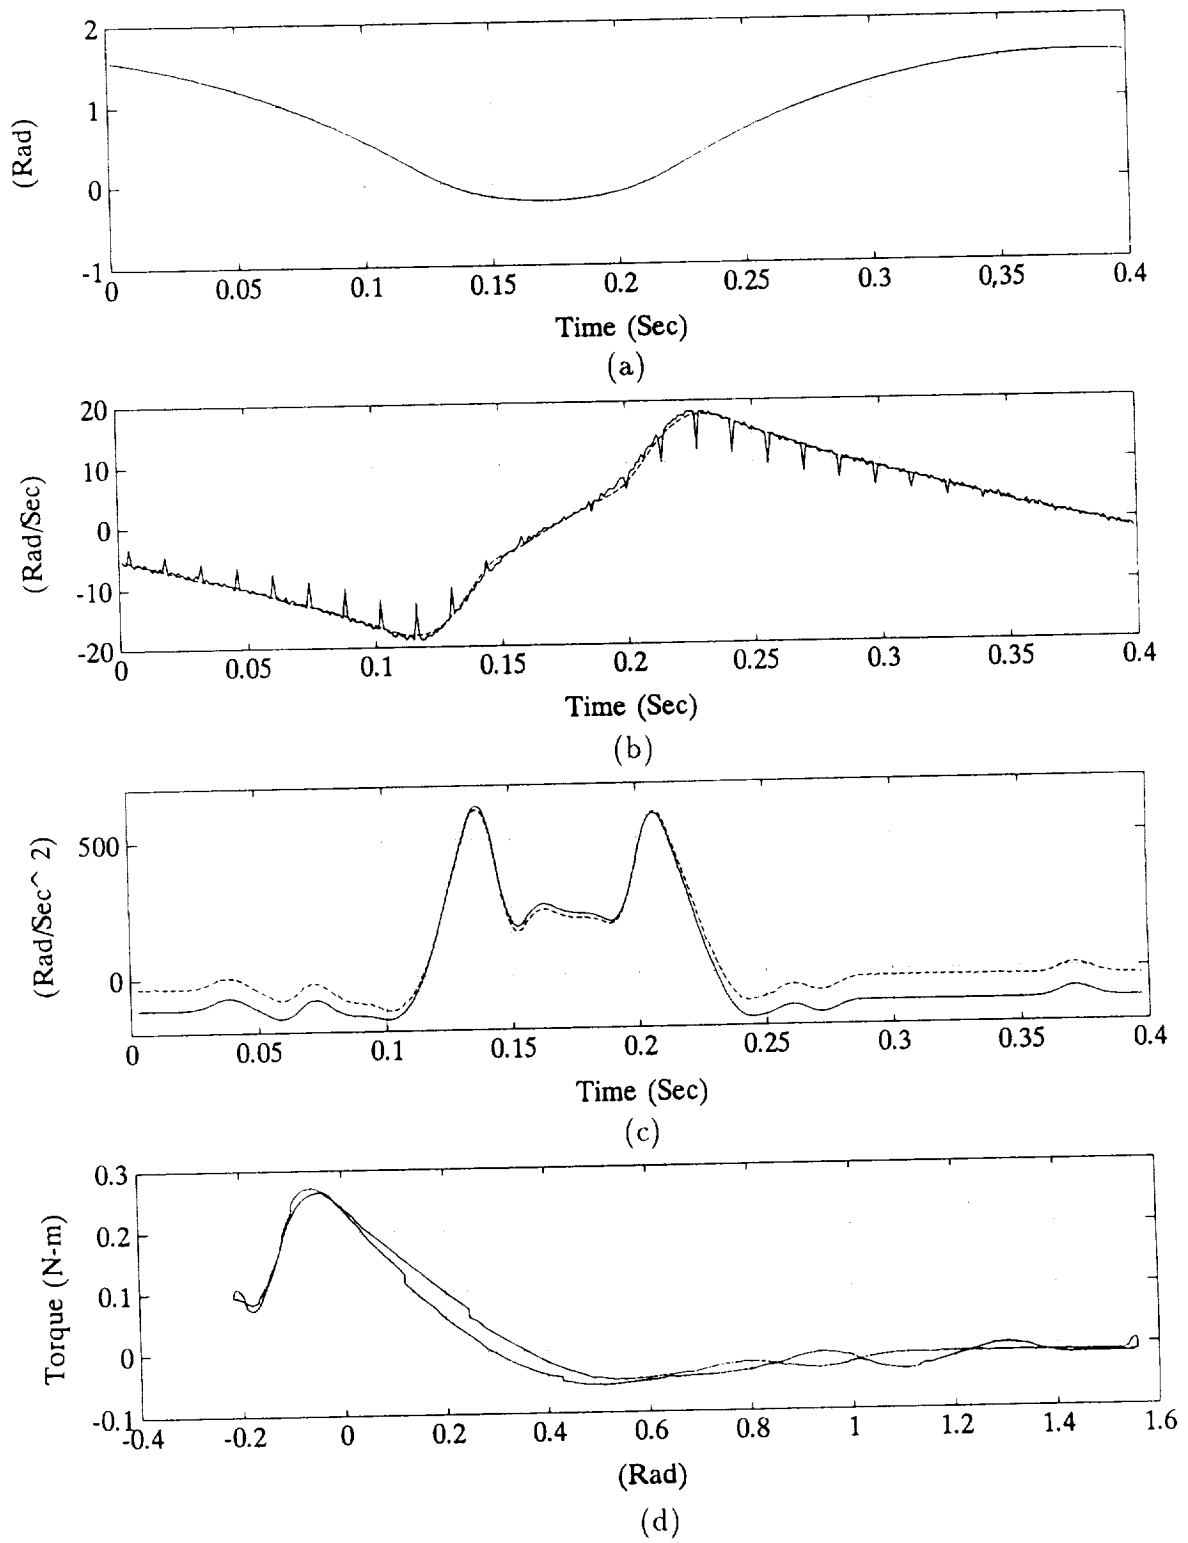 2
1
0
-1
(Rad)
0 0.05 0.1 0.15 0.2 0.25 0.3 0,35 0.4
Time (Sec)
(a)
20
10
0
-10
-20
(Rad/Sec)
0 0.05 0.1 0.15 0.2 0.25 0.3 0.35 0.4
Time (Sec)
(b)
500
0
(Rad/Sec^ 2)
0 0.05 0.1 0.15 0.2 0.25 0.3 0.35 0.4
Time (Sec)
(c)
0.3
0.2
0.1
0
-0.1
Torque (N-m)
-0.4 -0.2 0 0.2 0.4 0.6 0.8 1 1.2 1.4 1.6
(Rad)
(d)